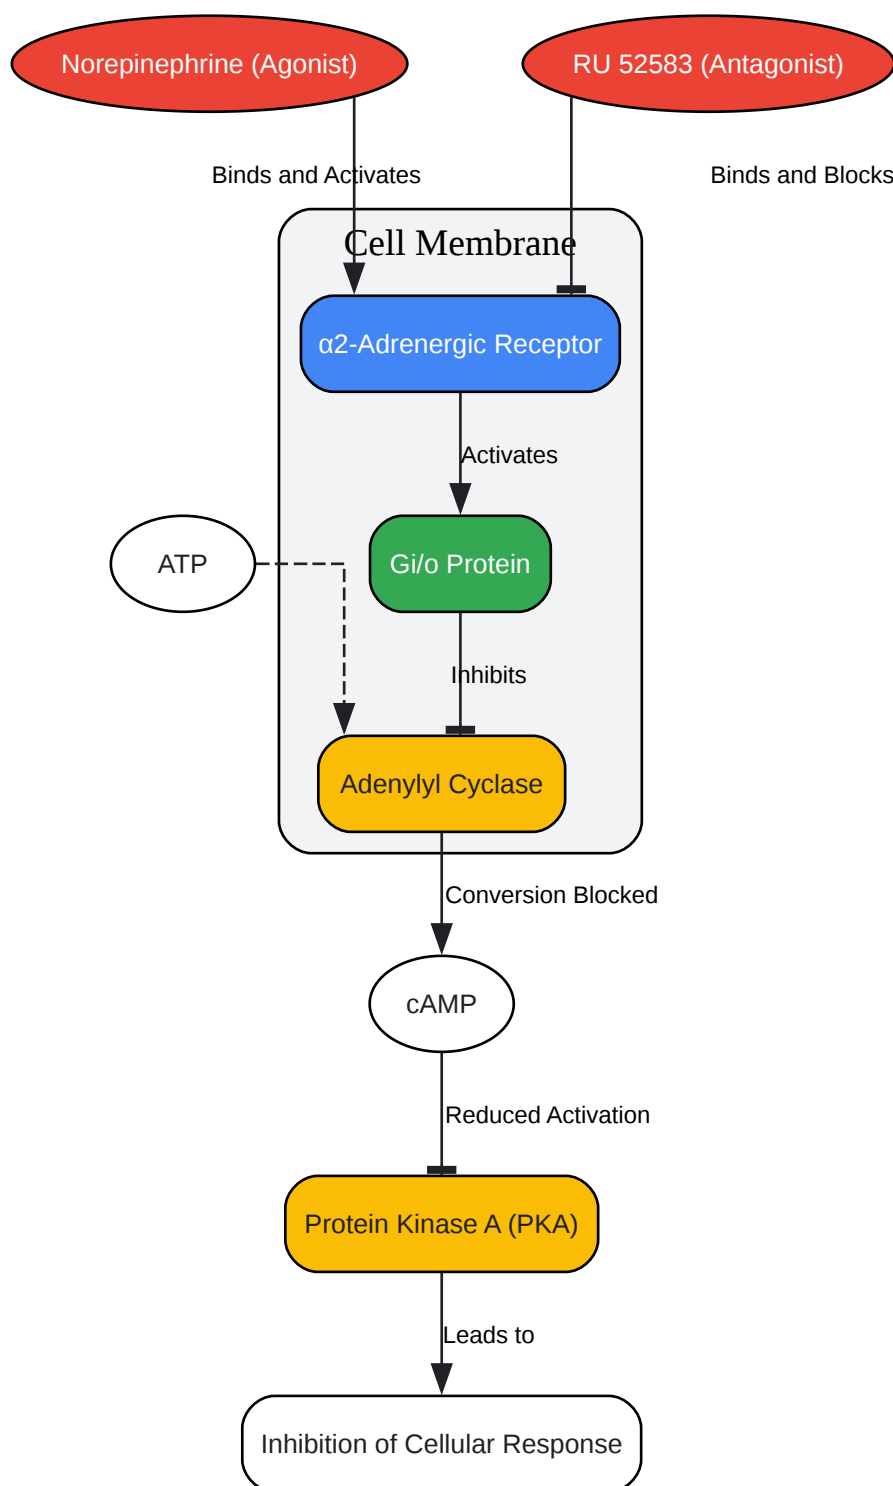 Norepinephrine (Agonist)
RU 52583 (Antagonist)
Binds and Activates
Binds and Blocks
Cell Membrane
α2-Adrenergic Receptor
Activates
ATP
Gi/o Protein
Inhibits
Adenylyl Cyclase
Conversion Blocked
cAMP
Reduced Activation
Protein Kinase A (PKA)
Leads to
Inhibition of Cellular Response